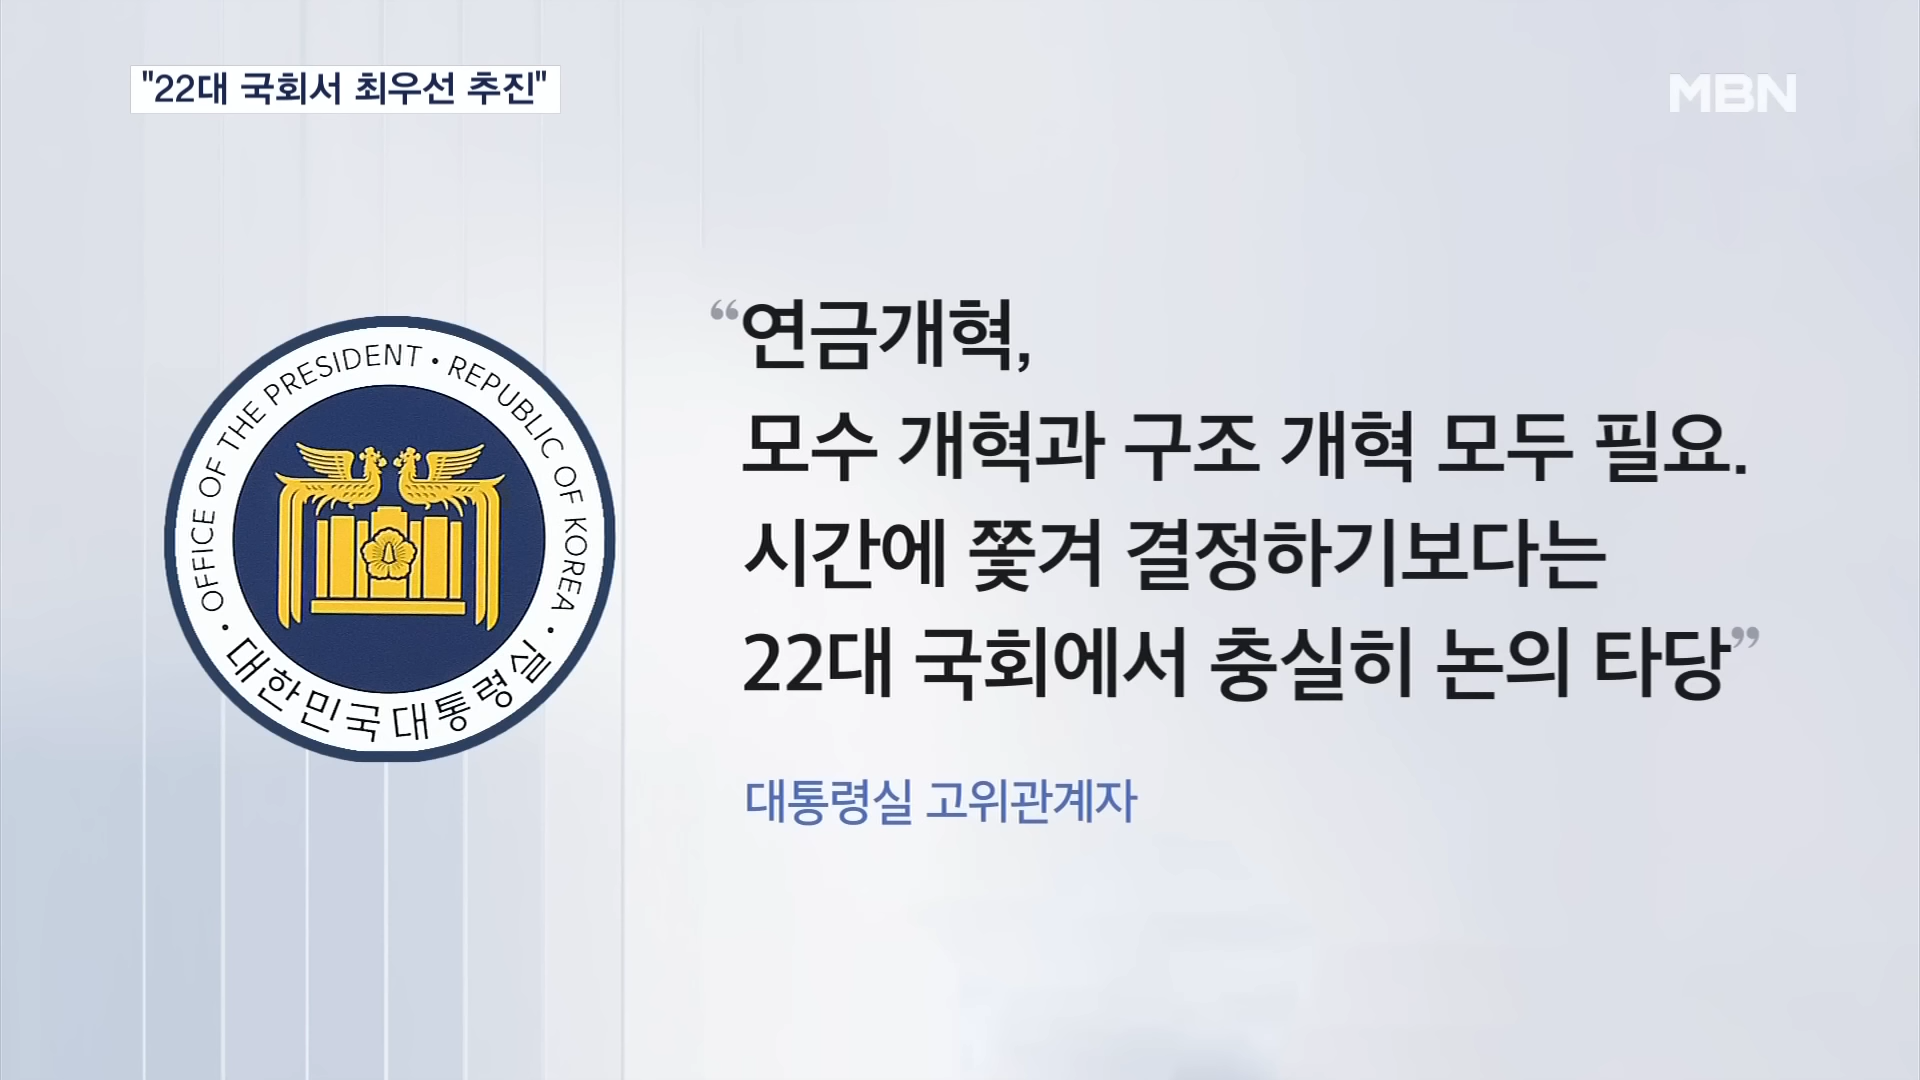 "22대 국회서 최우선 추진"
MBN
OFFICE OF THE PRESIDENT • REPUBLIC OF KOREA •
대한민국 대통령실 •
“연금개혁,
모수 개혁과 구조 개혁 모두 필요.
시간에 쫓겨 결정하기보다는
22대 국회에서 충실히 논의 타당”
대통령실 고위관계자